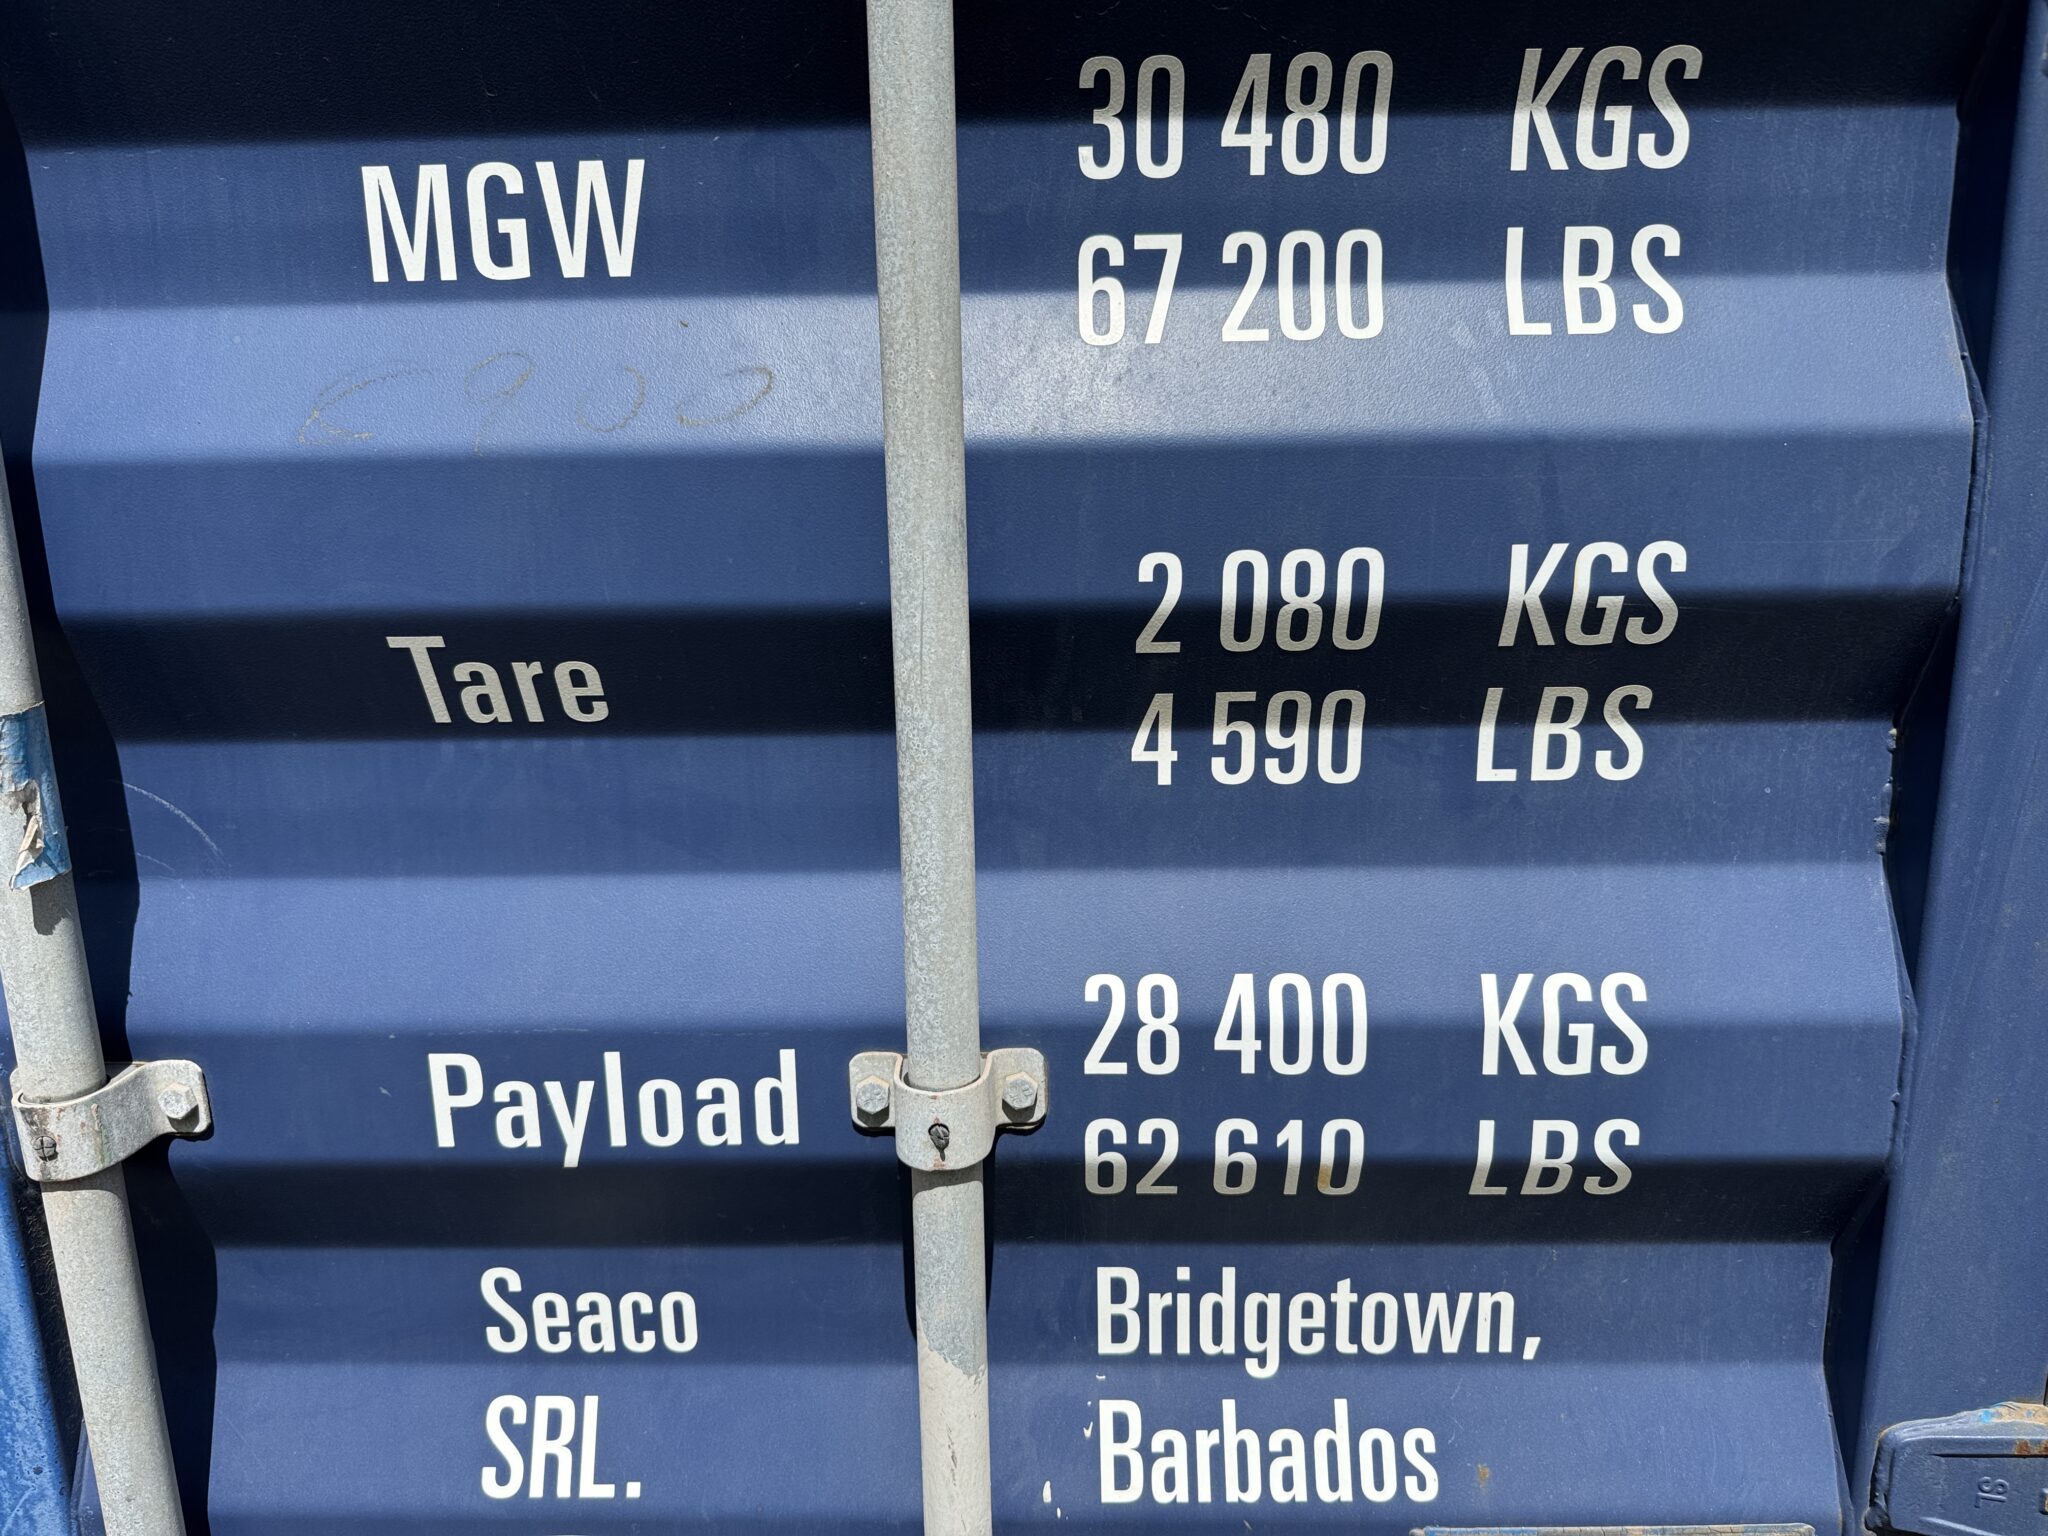 MGW 30 480 KGS
67 200 LBS
Tare 2 080 KGS
4 590 LBS
Payload 28 400 KGS
62 610 LBS
Seaco Bridgetown,
SRL. Barbados